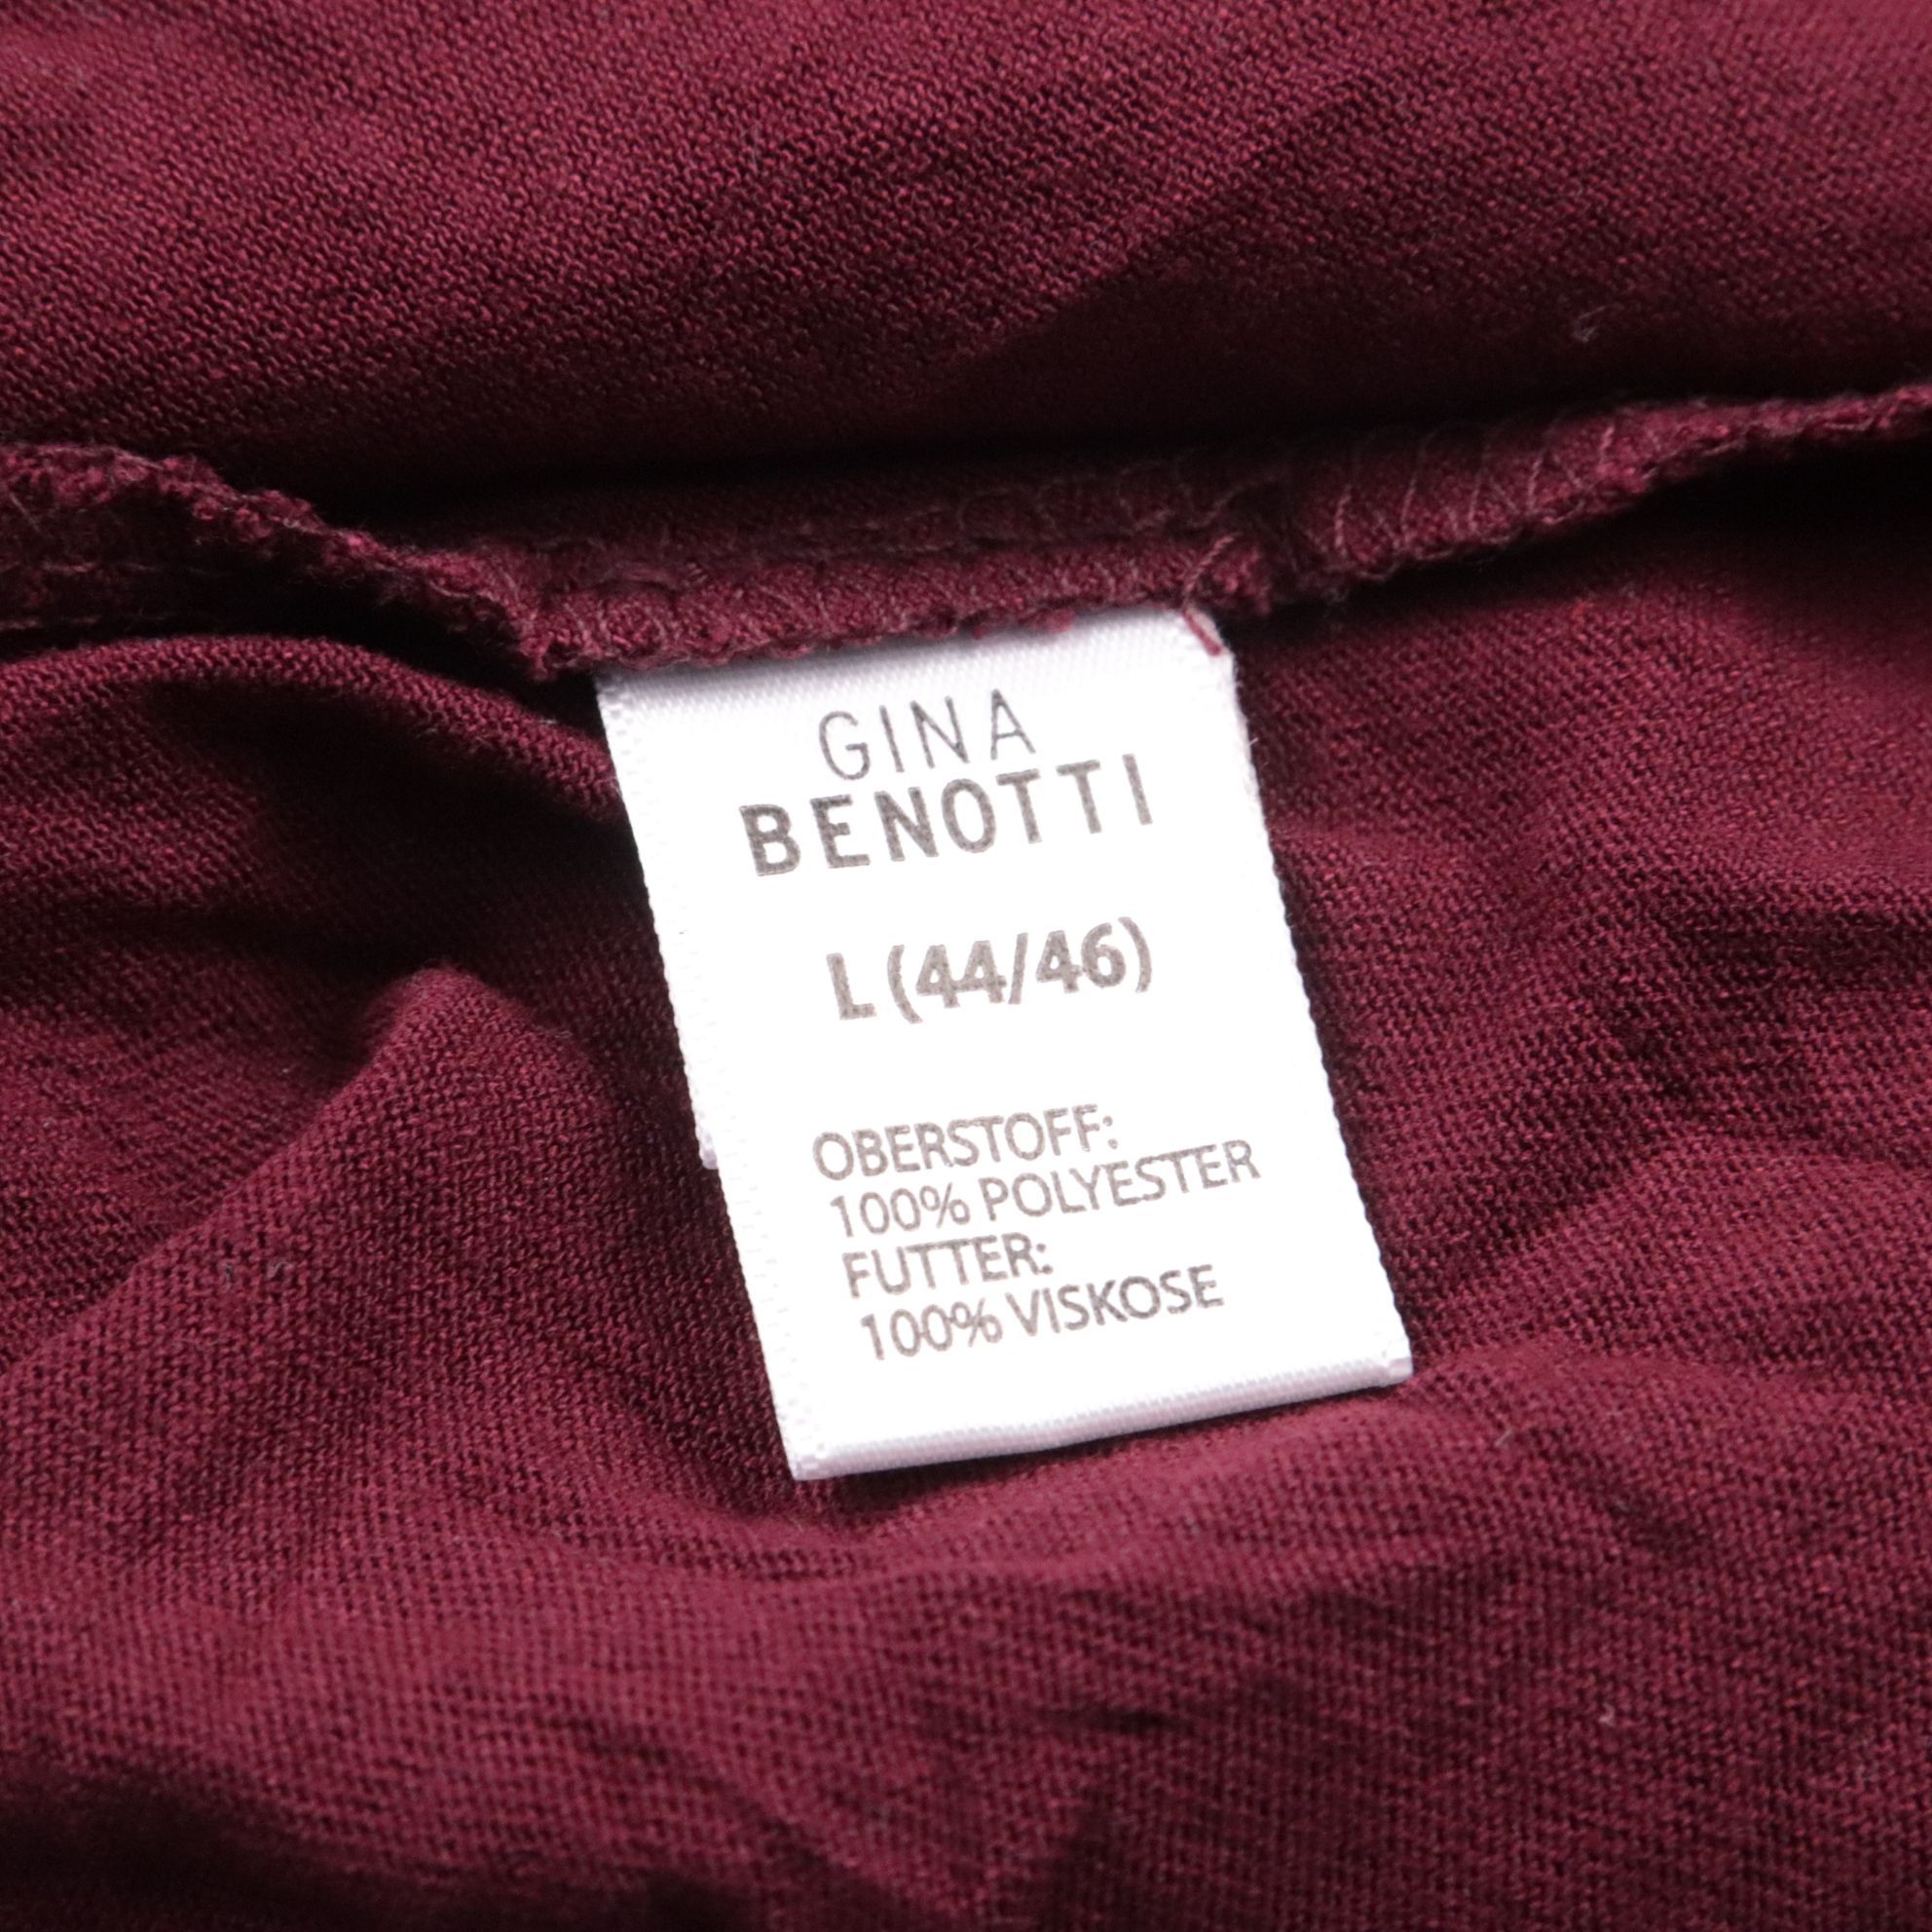 GINA
BENOTTI
L (44/46)
OBERSTOFF:
100% POLYESTER
FUTTER:
100% VISKOSE